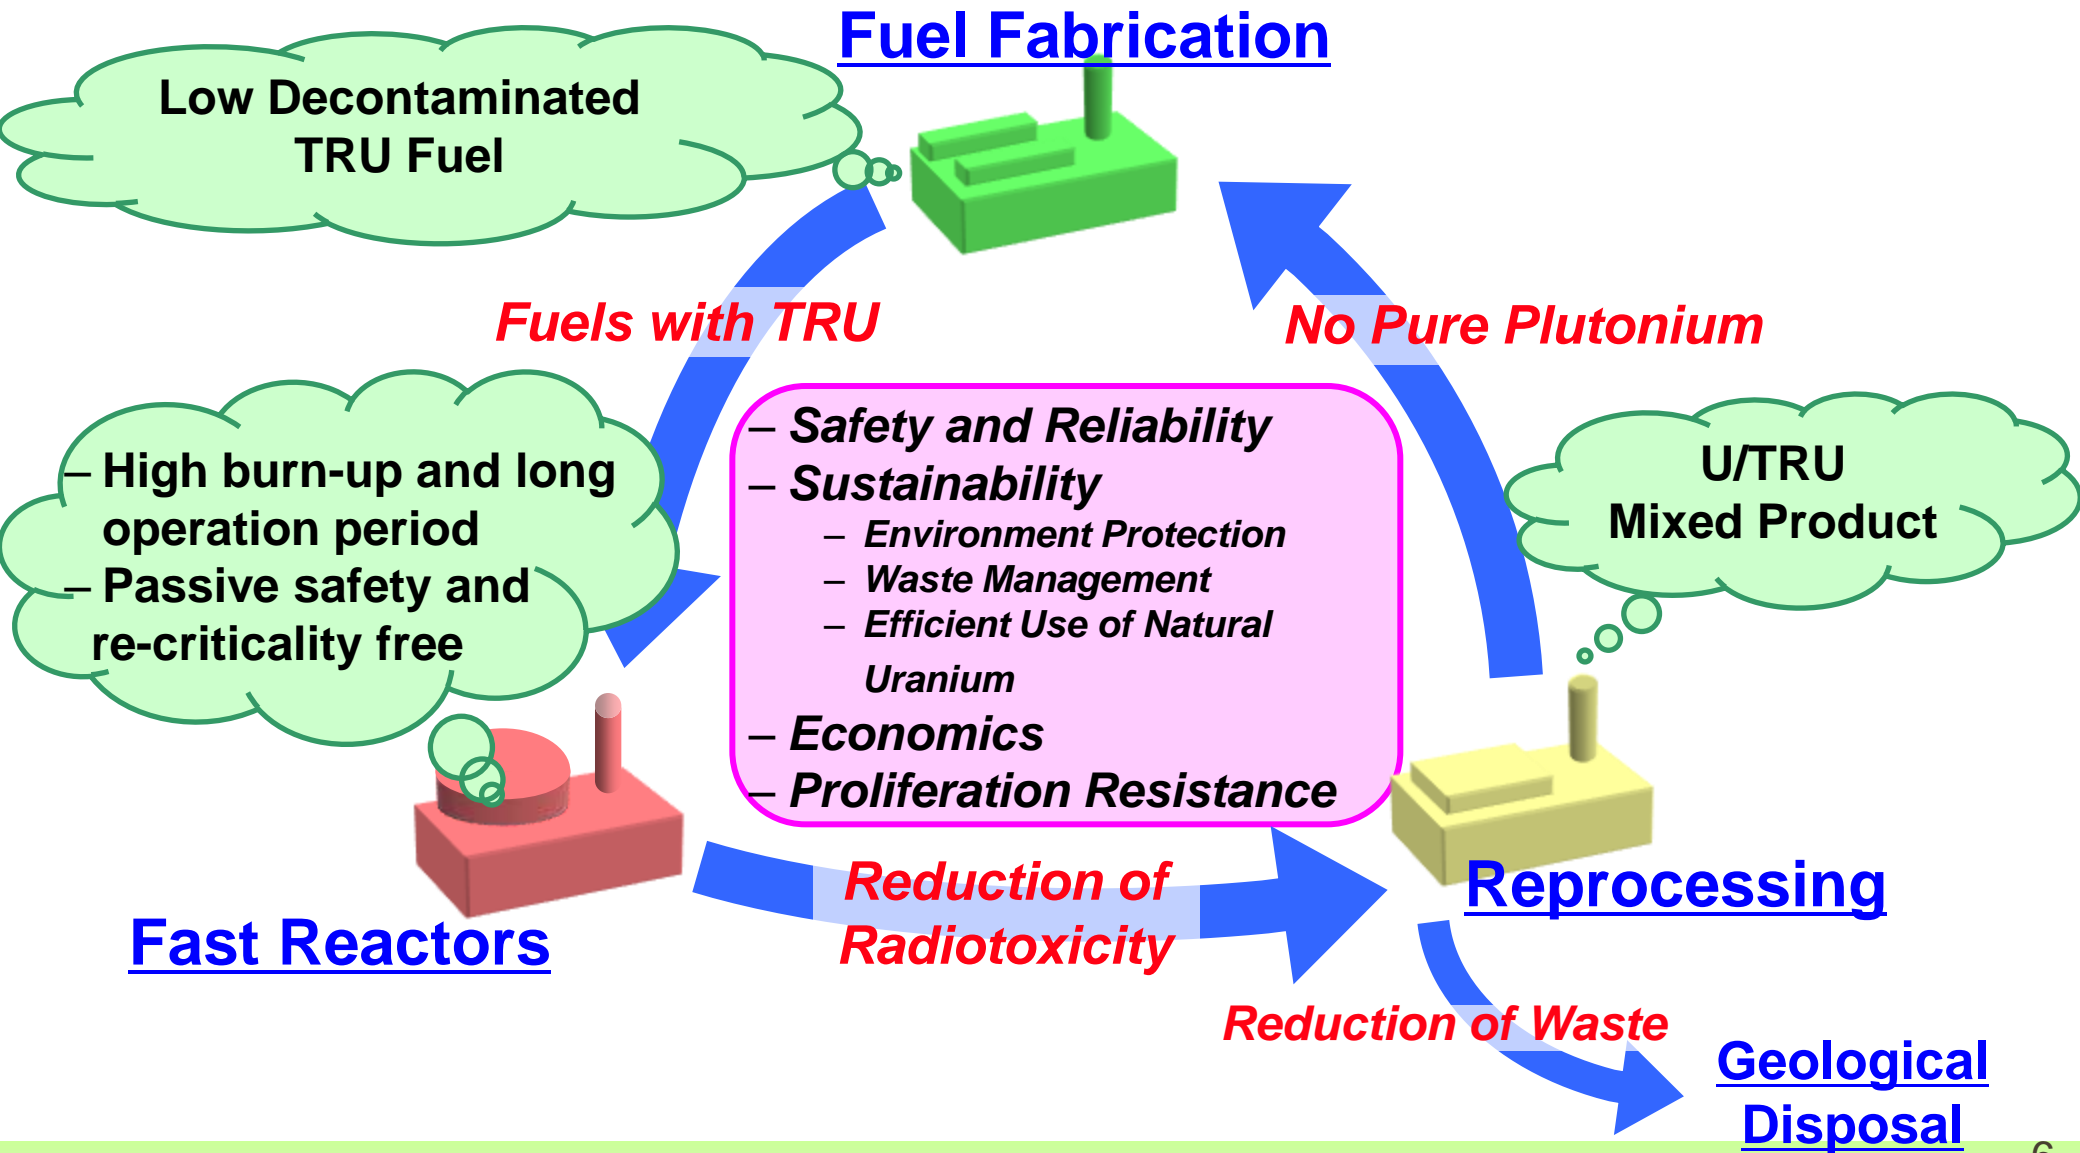 Fuel Fabrication
Low Decontaminated
TRU Fuel
Fuels with TRU
No Pure Plutonium
– High burn-up and long
operation period
– Passive safety and
re-criticality free
– Safety and Reliability
– Sustainability
– Environment Protection
– Waste Management
– Efficient Use of Natural
Uranium
– Economics
– Proliferation Resistance
U/TRU
Mixed Product
Fast Reactors
Reduction of
Radiotoxicity
Reprocessing
Reduction of Waste
Geological
Disposal
6